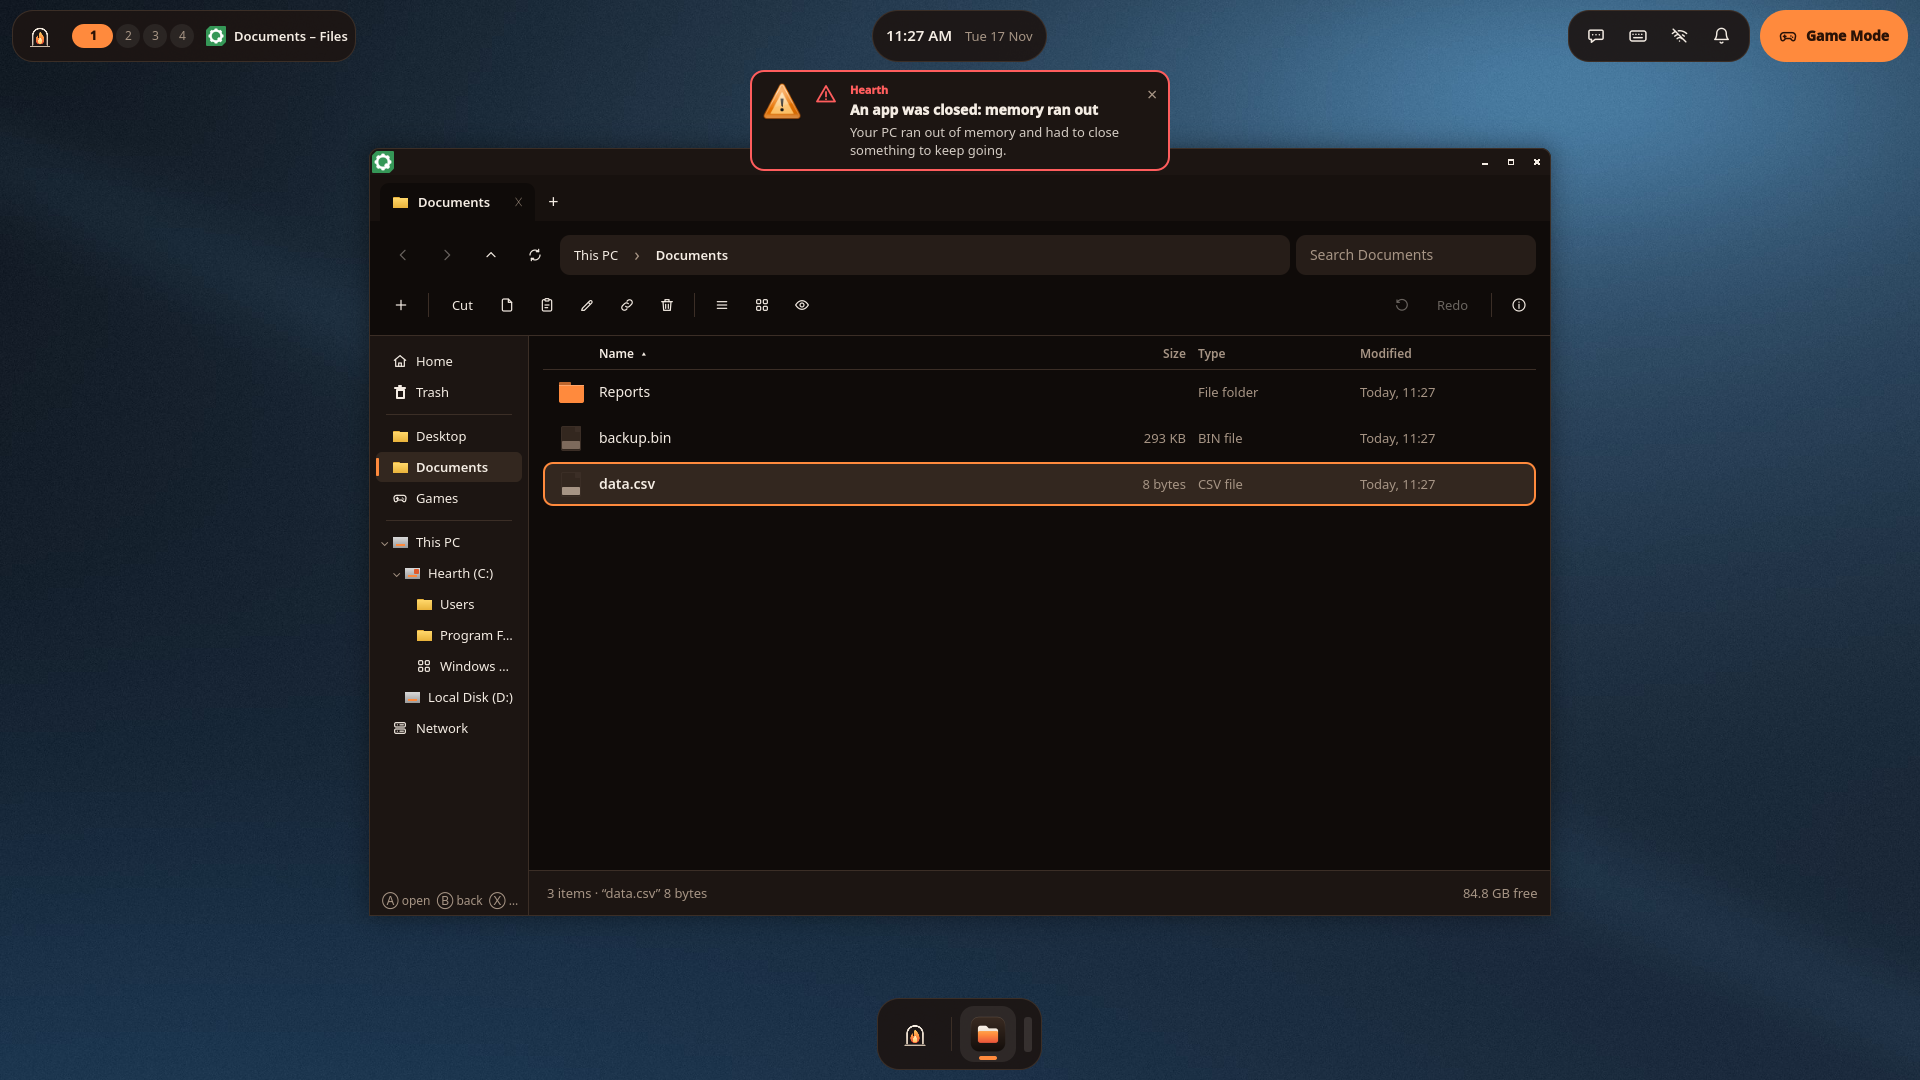 1 2 3 4 Documents – Files
11:27 AM Tue 17 Nov
Game Mode
Hearth
An app was closed: memory ran out
Your PC ran out of memory and had to close
something to keep going.
Documents
This PC › Documents
Search Documents
Cut
Redo
Home
Trash
Desktop
Documents
Games
This PC
Hearth (C:)
Users
Program F...
Windows ...
Local Disk (D:)
Network
A open B back X ...
Name Size Type Modified
Reports File folder Today, 11:27
backup.bin 293 KB BIN file Today, 11:27
data.csv 8 bytes CSV file Today, 11:27
3 items · “data.csv” 8 bytes
84.8 GB free